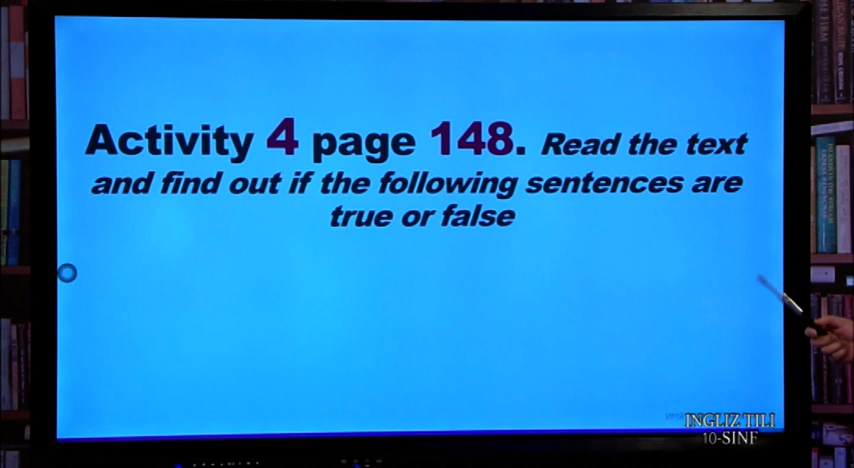 Activity 4 page 148. Read the text
and find out if the following sentences are
true or false
INGLIZ TILI
10-SINF